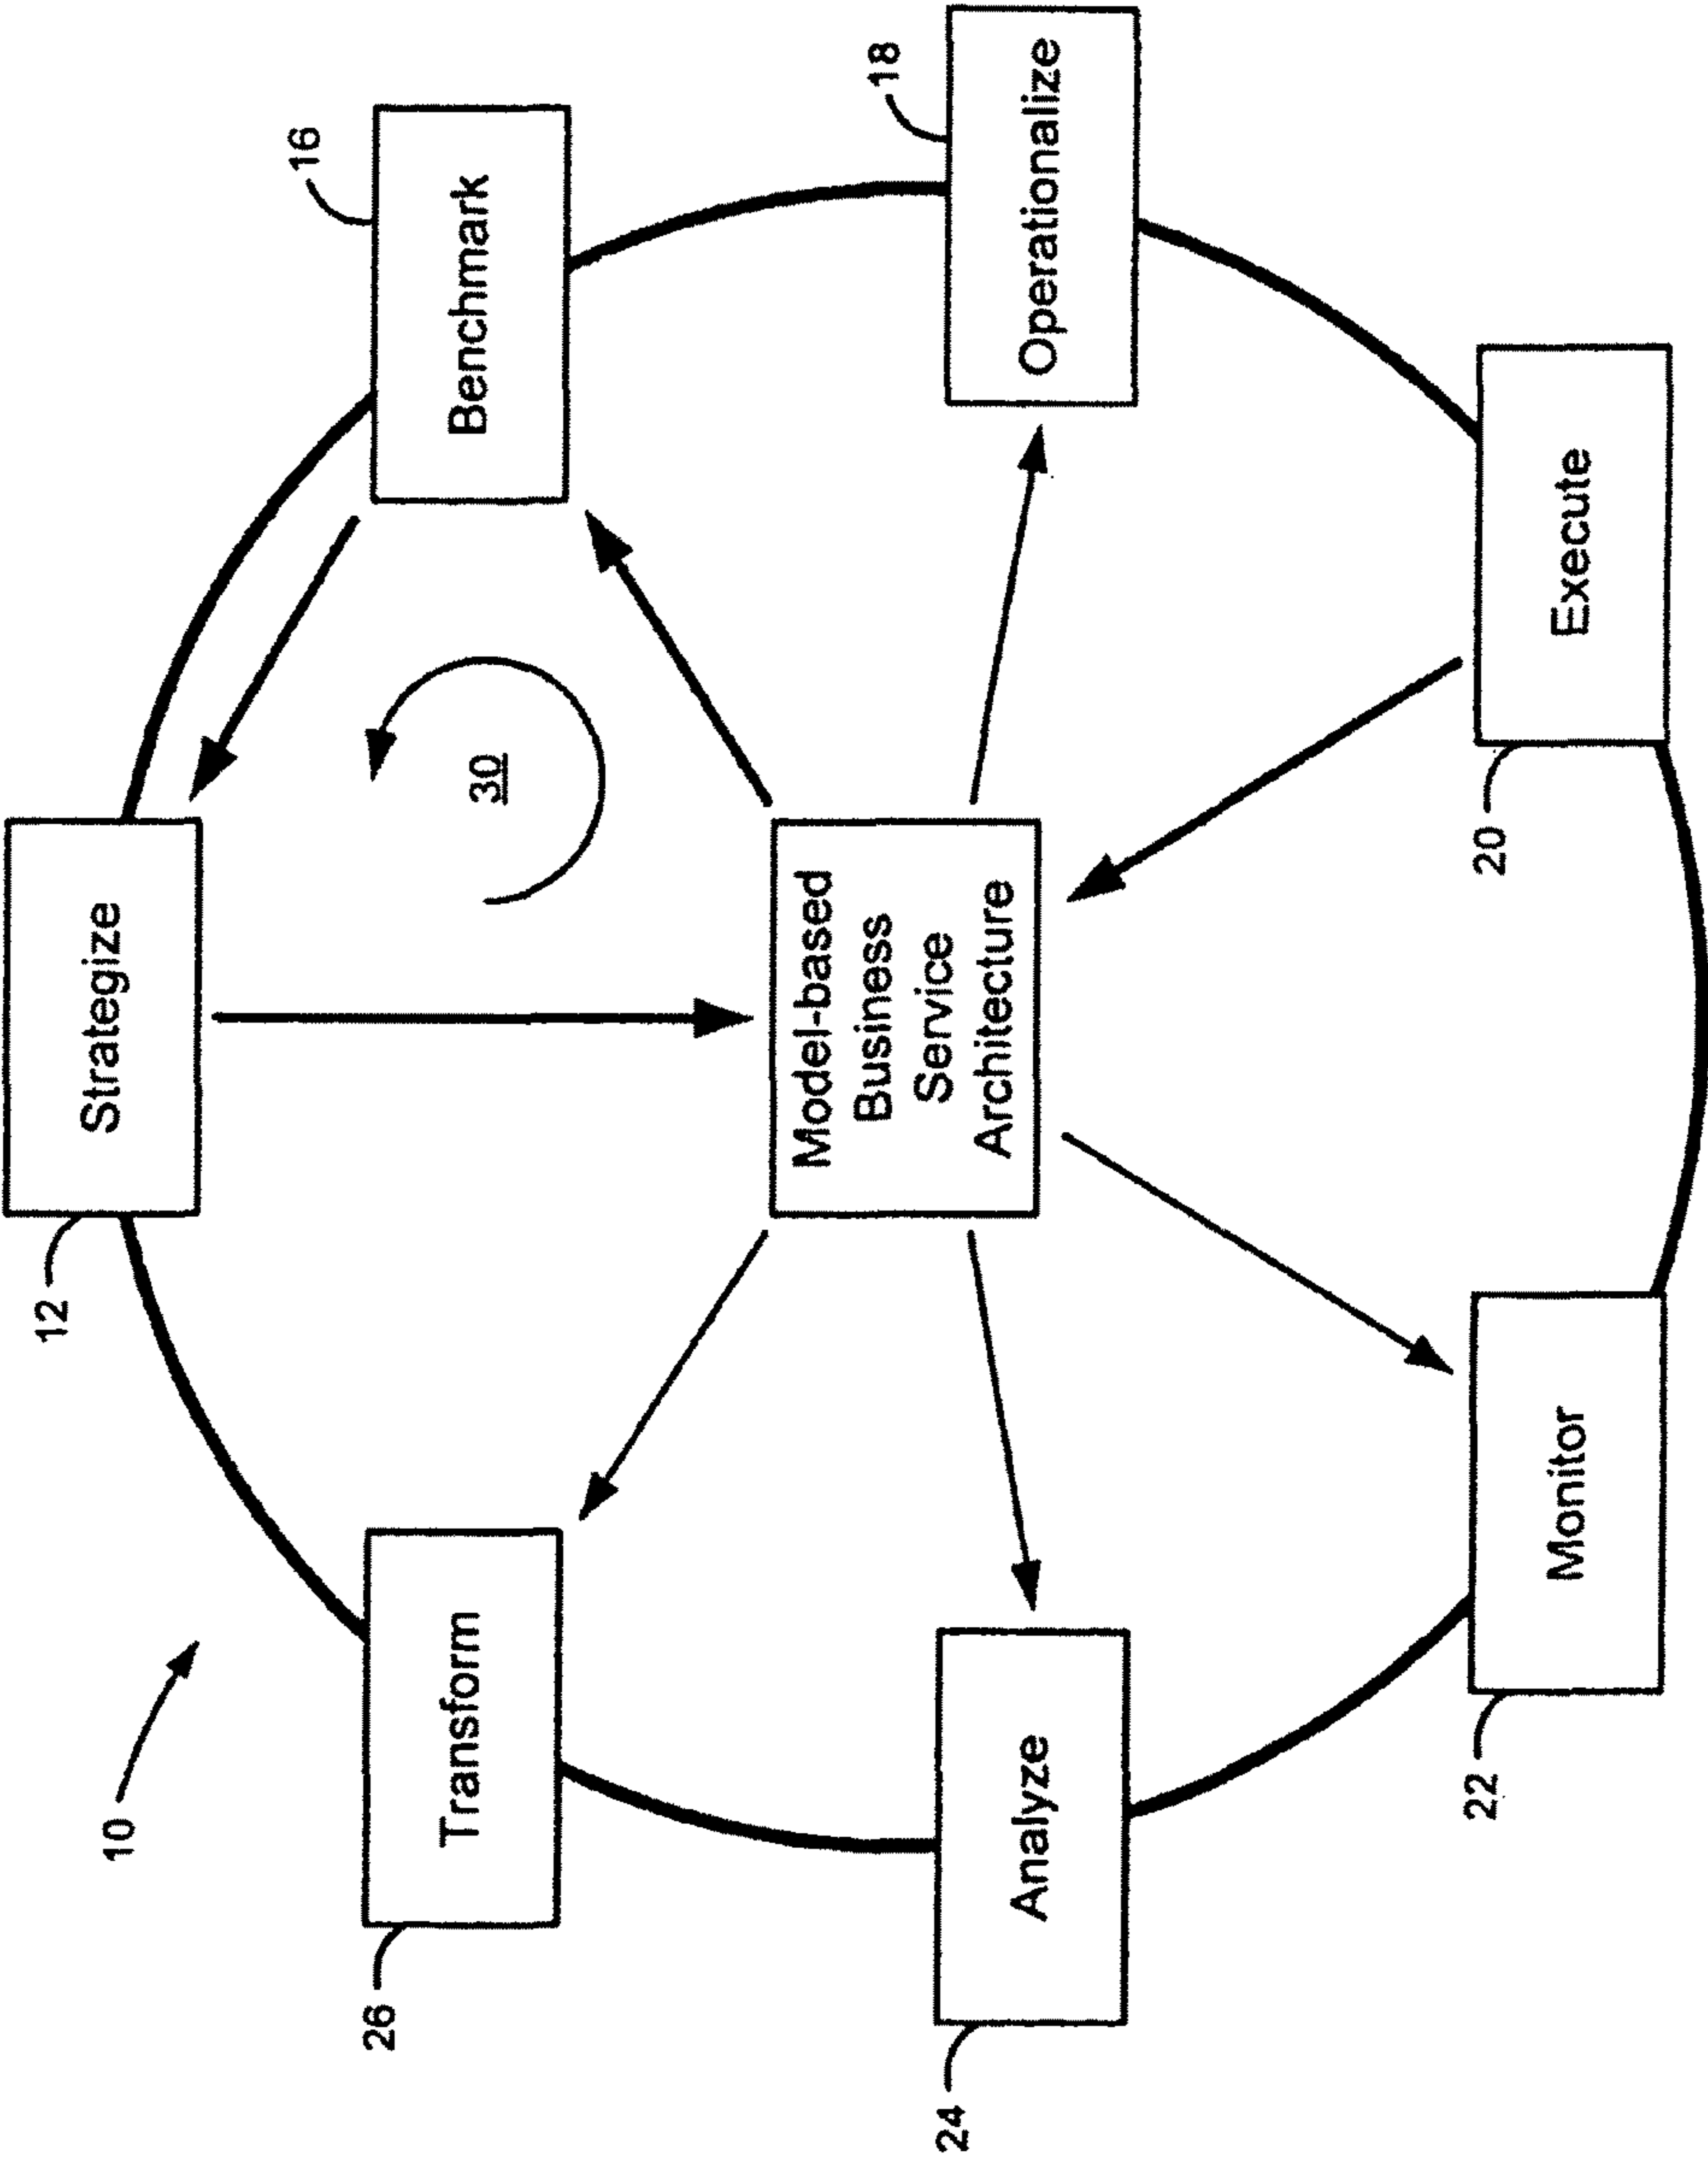 10
12
Strategize
16
Benchmark
18
Operationalize
20
Execute
22
Monitor
24
Analyze
26
Transform
30
Model-based
Business
Service
Architecture